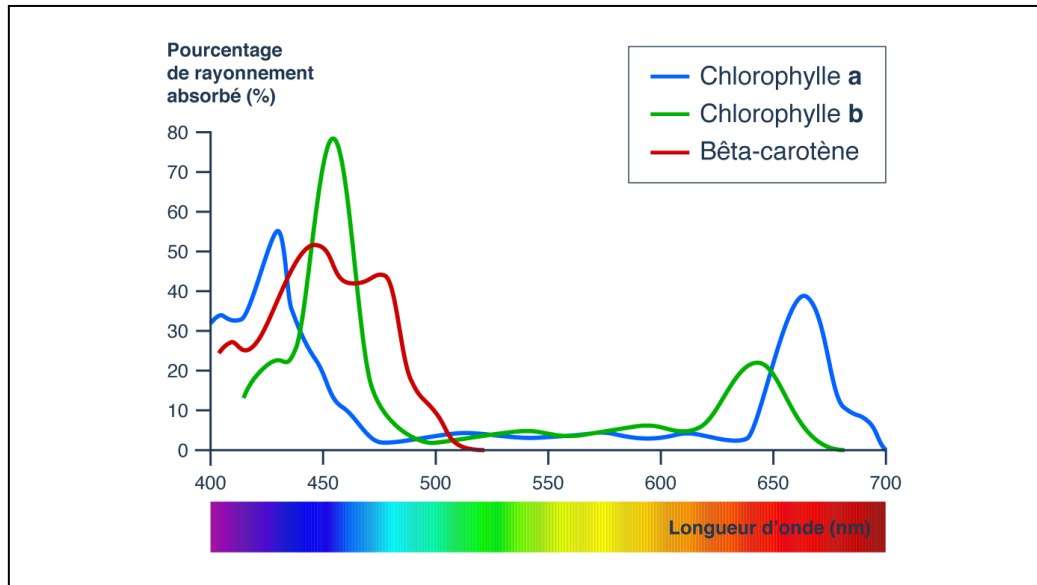 Pourcentage
de rayonnement
absorbé (%)
Chlorophylle a
Chlorophylle b
Bêta-carotène
80
70
60
50
40
30
20
10
0
400 450 500 550 600 650 700
Longueur d'onde (nm)